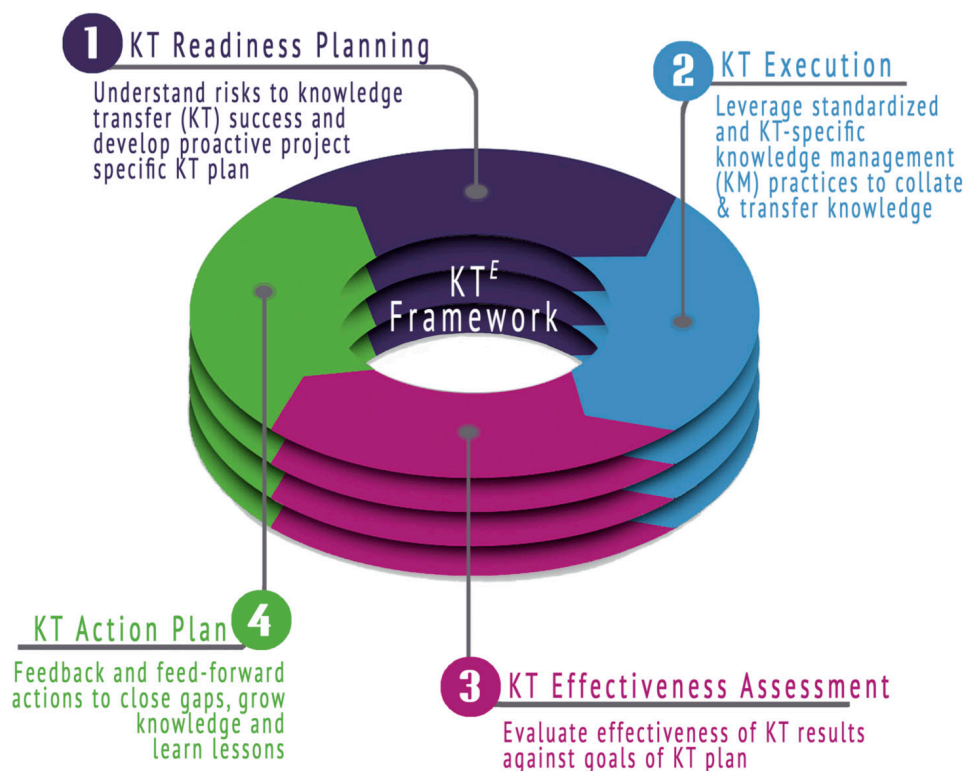 1 KT Readiness Planning
Understand risks to knowledge
transfer (KT) success and
develop proactive project
specific KT plan
2 KT Execution
Leverage standardized
and KT-specific
knowledge management
(KM) practices to collate
& transfer knowledge
KT^E
Framework
KT Action Plan 4
Feedback and feed-forward
actions to close gaps, grow
knowledge and
learn lessons
3 KT Effectiveness Assessment
Evaluate effectiveness of KT results
against goals of KT plan